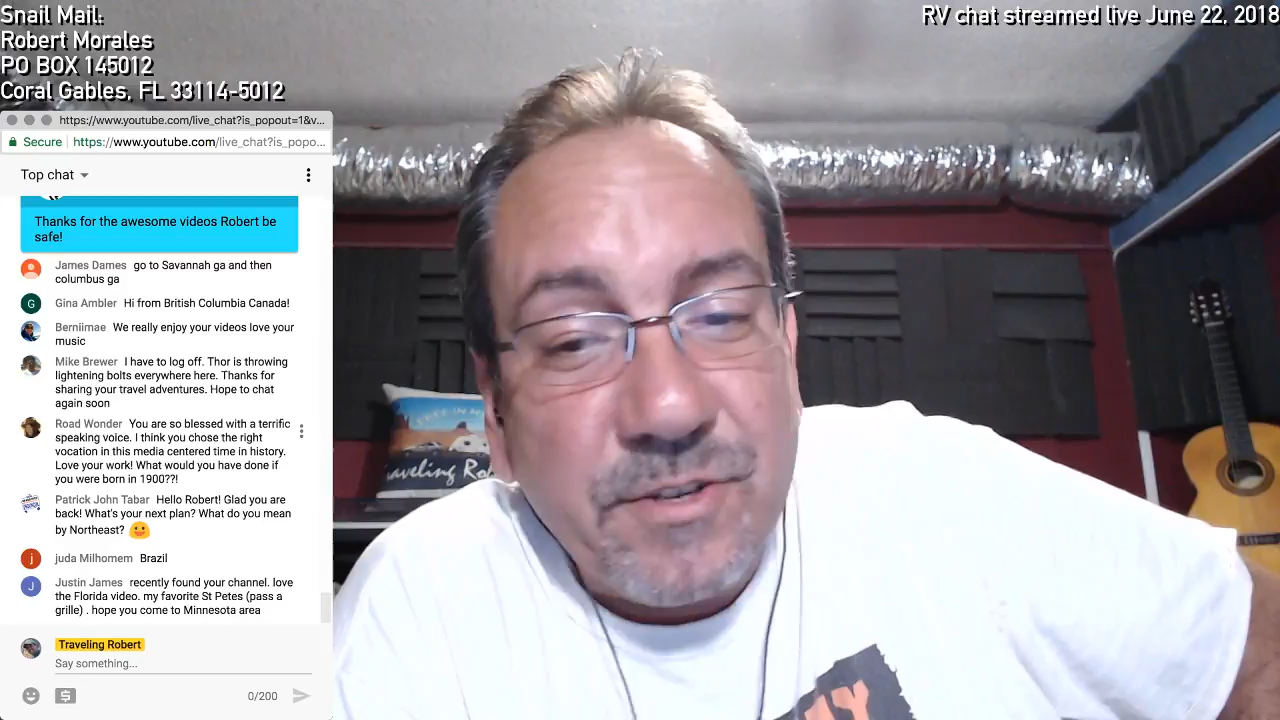 Snail Mail:
Robert Morales
PO BOX 145012
Coral Gables, FL 33114-5012
RV chat streamed live June 22, 2018
https://www.youtube.com/live_chat?is_popout=1&v...
Secure https://www.youtube.com/live_chat?is_popo...
Top chat
Thanks for the awesome videos Robert be
safe!
James Dames go to Savannah ga and then
columbus ga
G Gina Ambler Hi from British Columbia Canada!
Berniimae We really enjoy your videos love your
music
Mike Brewer I have to log off. Thor is throwing
lightening bolts everywhere here. Thanks for
sharing your travel adventures. Hope to chat
again soon
Road Wonder You are so blessed with a terrific
speaking voice. I think you chose the right
vocation in this media centered time in history.
Love your work! What would you have done if
you were born in 1900??!
Patrick John Tabar Hello Robert! Glad you are
back! What's your next plan? What do you mean
by Northeast?
j juda Milhomem Brazil
J Justin James recently found your channel. love
the Florida video. my favorite St Petes (pass a
grille) . hope you come to Minnesota area
Traveling Robert
Say something...
$ 0/200